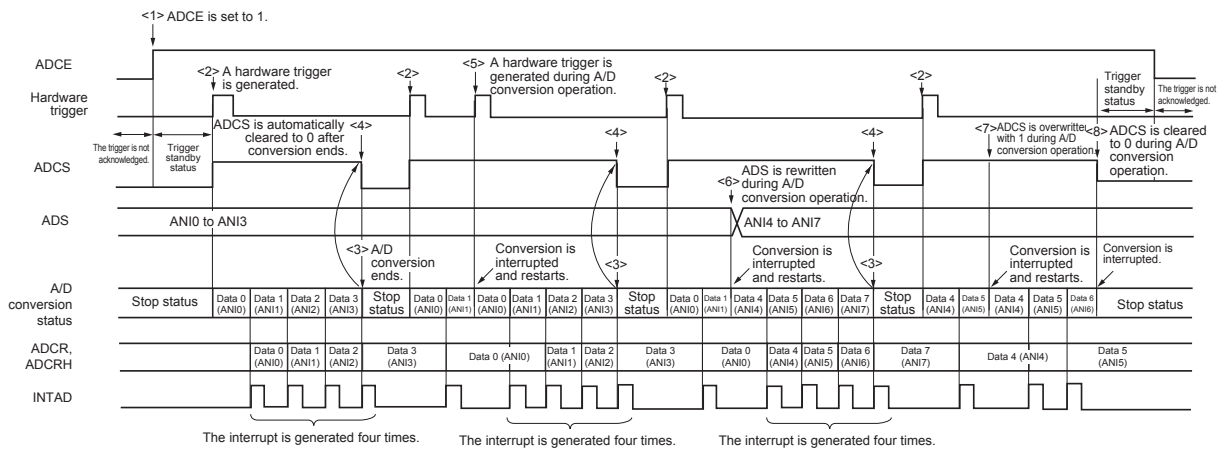 <1> ADCE is set to 1.
ADCE
<2> A hardware trigger
is generated.
<2>
<5> A hardware trigger is
generated during A/D
conversion operation.
<2>
<2>
Trigger
standby
status
The trigger is not
acknowledged.
Hardware
trigger
The trigger is not
acknowledged.
Trigger
standby
status
ADCS is automatically
cleared to 0 after
conversion ends.
<4>
<4>
<4>
<7> ADCS is overwritten
with 1 during A/D
conversion operation.
<8> ADCS is cleared
to 0 during A/D
conversion
operation.
ADCS
<6> ADS is rewritten
during A/D
conversion operation.
ADS
ANI0 to ANI3
ANI4 to ANI7
<3> A/D
conversion
ends.
Conversion is
interrupted
and restarts.
<3>
Conversion is
interrupted
and restarts.
<3>
Conversion is
interrupted
and restarts.
Conversion is
interrupted.
A/D
conversion
status
Stop status
Data 0
(ANI0)
Data 1
(ANI1)
Data 2
(ANI2)
Data 3
(ANI3)
Stop
status
Data 0
(ANI0)
Data 1
(ANI1)
Data 0
(ANI0)
Data 1
(ANI1)
Data 2
(ANI2)
Data 3
(ANI3)
Stop
status
Data 0
(ANI0)
Data 1
(ANI1)
Data 4
(ANI4)
Data 5
(ANI5)
Data 6
(ANI6)
Data 7
(ANI7)
Stop
status
Data 4
(ANI4)
Data 5
(ANI5)
Data 4
(ANI4)
Data 5
(ANI5)
Data 6
(ANI6)
Stop status
ADCR,
ADCRH
Data 0
(ANI0)
Data 1
(ANI1)
Data 2
(ANI2)
Data 3
(ANI3)
Data 0 (ANI0)
Data 1
(ANI1)
Data 2
(ANI2)
Data 3
(ANI3)
Data 0
(ANI0)
Data 4
(ANI4)
Data 5
(ANI5)
Data 6
(ANI6)
Data 7
(ANI7)
Data 4 (ANI4)
Data 5
(ANI5)
INTAD
The interrupt is generated four times.
The interrupt is generated four times.
The interrupt is generated four times.